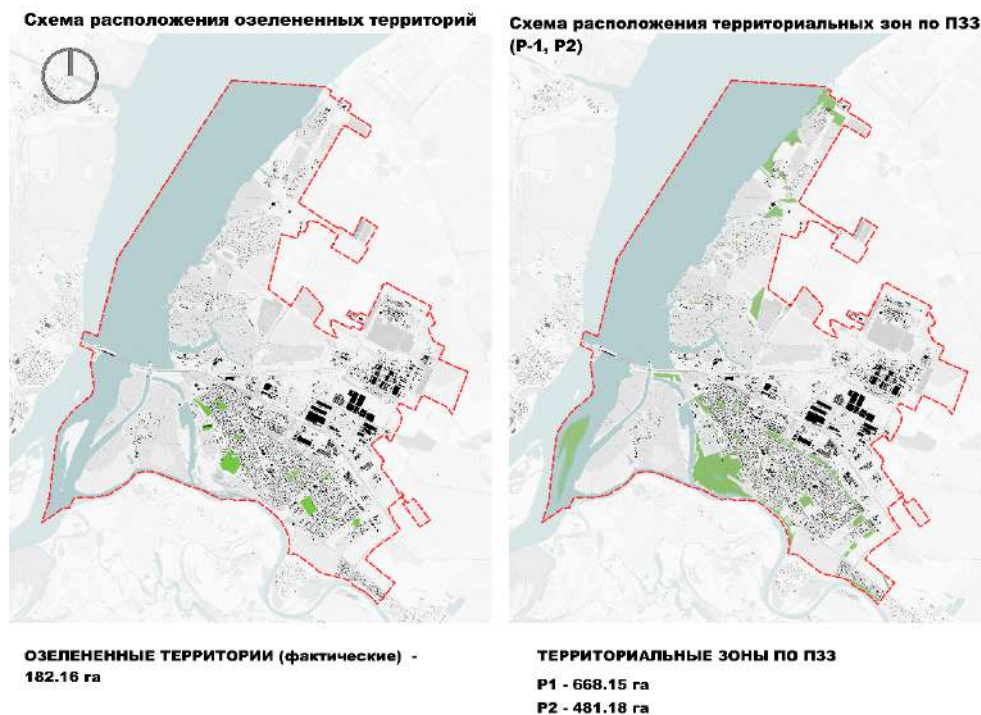 Схема расположения озелененных территорий
Схема расположения территориальных зон по ПЗЗ
(Р-1, Р2)
ОЗЕЛЕНЕННЫЕ ТЕРРИТОРИИ (фактические) -
182.16 га
ТЕРРИТОРИАЛЬНЫЕ ЗОНЫ ПО ПЗЗ
Р1 - 668.15 га
Р2 - 481.18 га